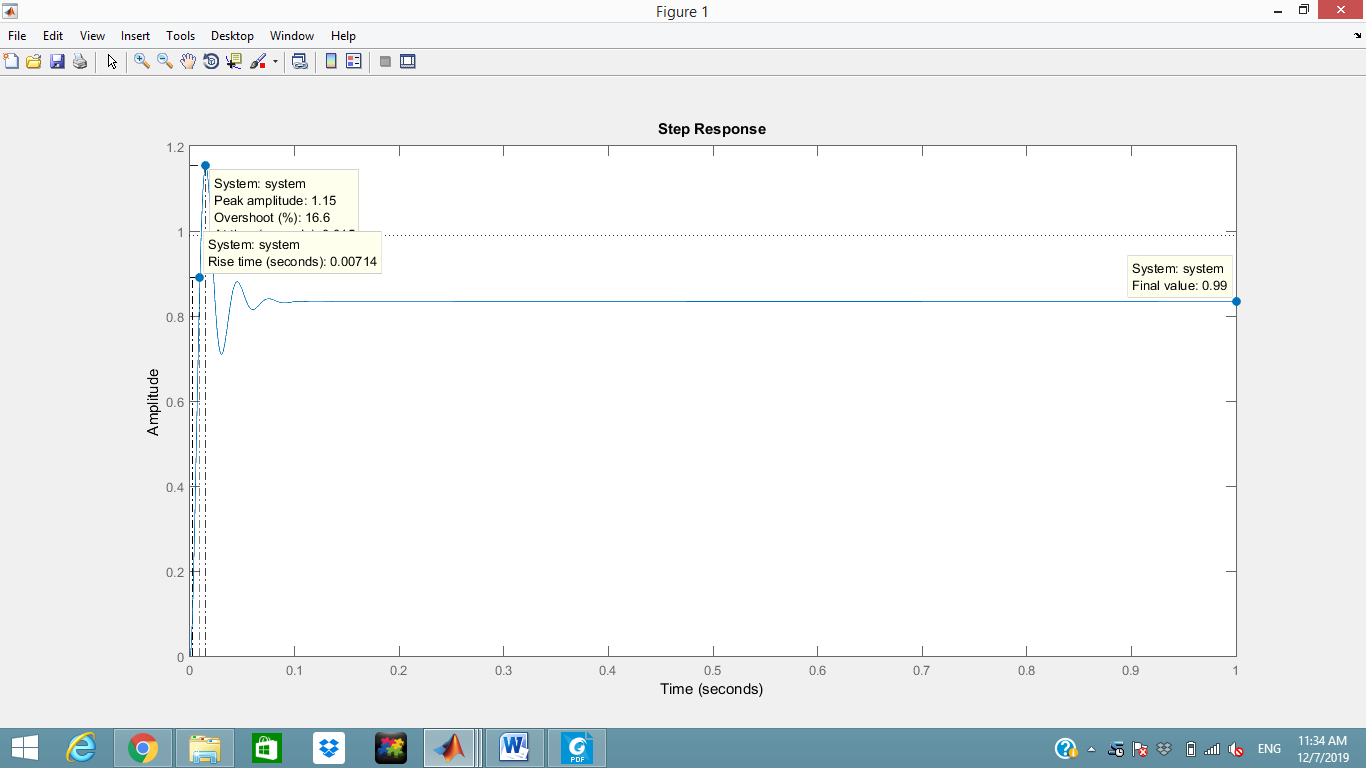 Figure 1
File Edit View Insert Tools Desktop Window Help
Step Response
System: system
Peak amplitude: 1.15
Overshoot (%): 16.6
System: system
Rise time (seconds): 0.00714
System: system
Final value: 0.99
Amplitude
1.2
1
0.8
0.6
0.4
0.2
0
0 0.1 0.2 0.3 0.4 0.5 0.6 0.7 0.8 0.9 1
Time (seconds)
PDF
ENG
11:34 AM
12/7/2019